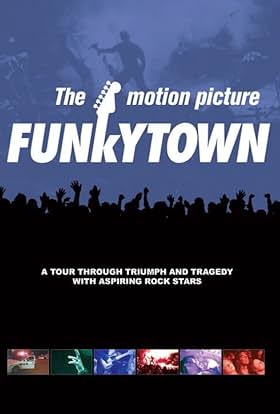 The motion picture
FUNkYTOWN
A TOUR THROUGH TRIUMPH AND TRAGEDY
WITH ASPIRING ROCK STARS